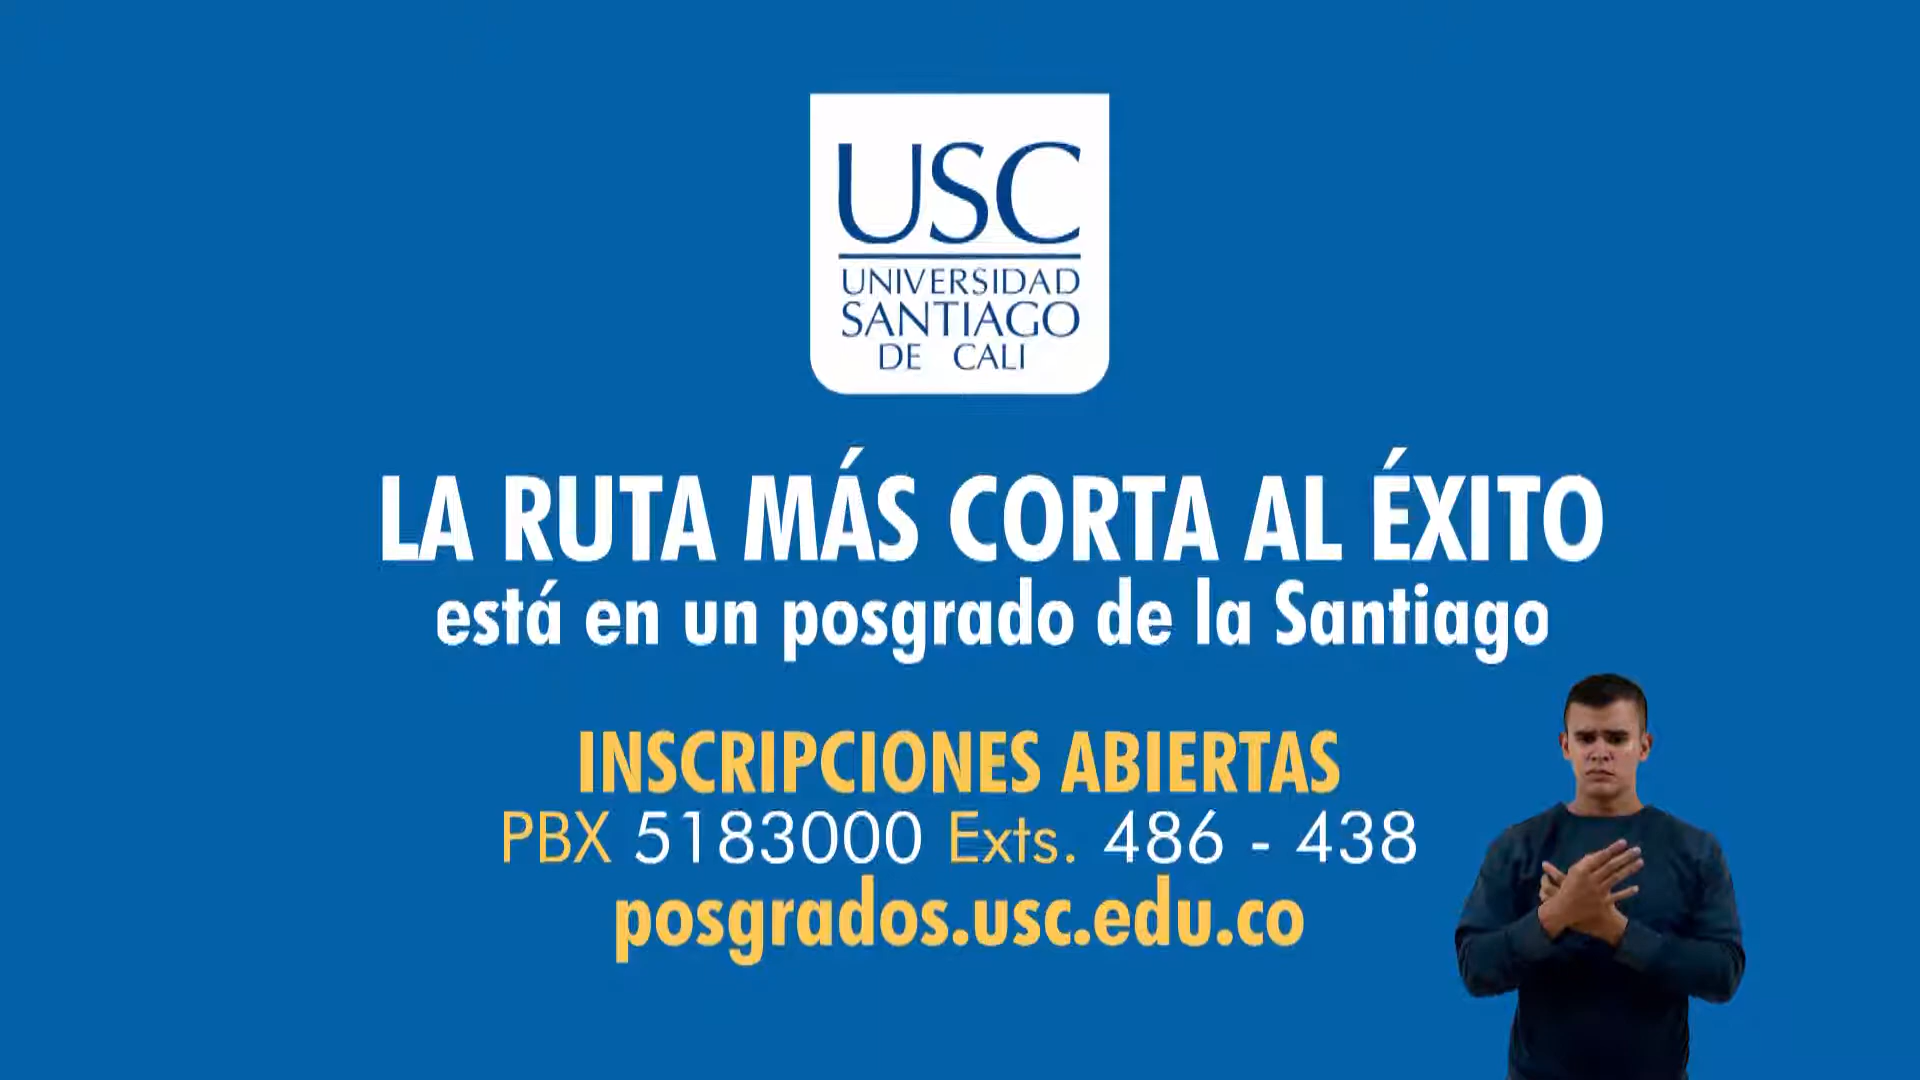 USC
UNIVERSIDAD
SANTIAGO
DE CALI
LA RUTA MÁS CORTA AL ÉXITO
está en un posgrado de la Santiago
INSCRIPCIONES ABIERTAS
PBX 5183000 Exts. 486 - 438
posgrados.usc.edu.co